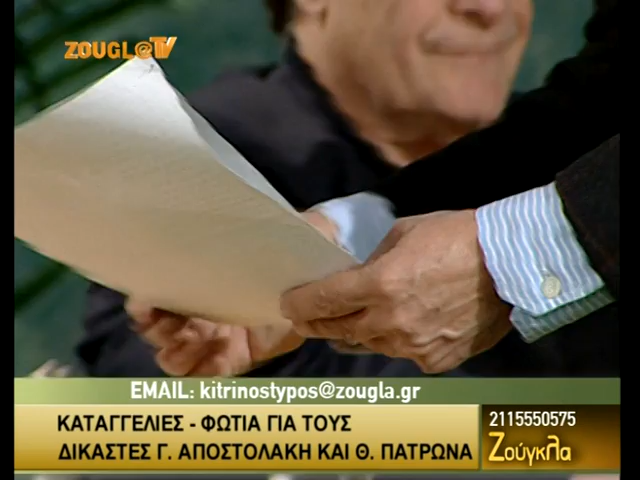 ZOUGL@TV
EMAIL: kitrinostypos@zougla.gr
ΚΑΤΑΓΓΕΛΙΕΣ - ΦΩΤΙΑ ΓΙΑ ΤΟΥΣ
ΔΙΚΑΣΤΕΣ Γ. ΑΠΟΣΤΟΛΑΚΗ ΚΑΙ Θ. ΠΑΤΡΩΝΑ
2115550575
Ζούγκλα